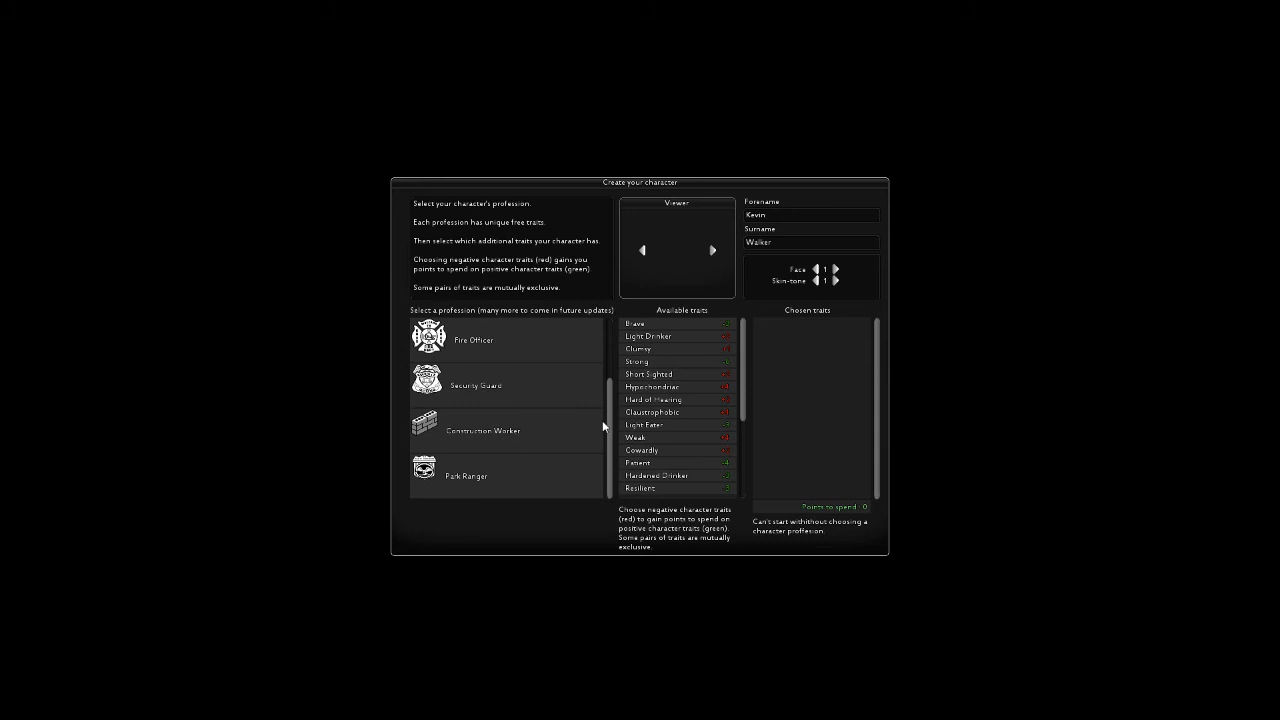 Create your character
Select your character's profession.
Each profession has unique free traits.
Then select which additional traits your character has.
Choosing negative character traits (red) gains you
points to spend on positive character traits (green)
Some pairs of traits are mutually exclusive.
Viewer
Forename
Kevin
Surname
Walker
Face 1
Skin-tone 1
Select a profession (many more to come in future updates)
Fire Officer
Security Guard
Construction Worker
Park Ranger
Available traits
Brave
Light Drinker
Clumsy
Strong
Short Sighted
Hypochondriac
Hard of Hearing
Claustrophobic
Light Eater
Weak
Cowardly
Patient
Hardened Drinker
Resilient
Choose negative character traits
(red) to gain points to spend on
positive character traits (green).
Some pairs of traits are mutually
exclusive.
Chosen traits
Points to spend: 0
Can't start withithout choosing a
character proffesion.